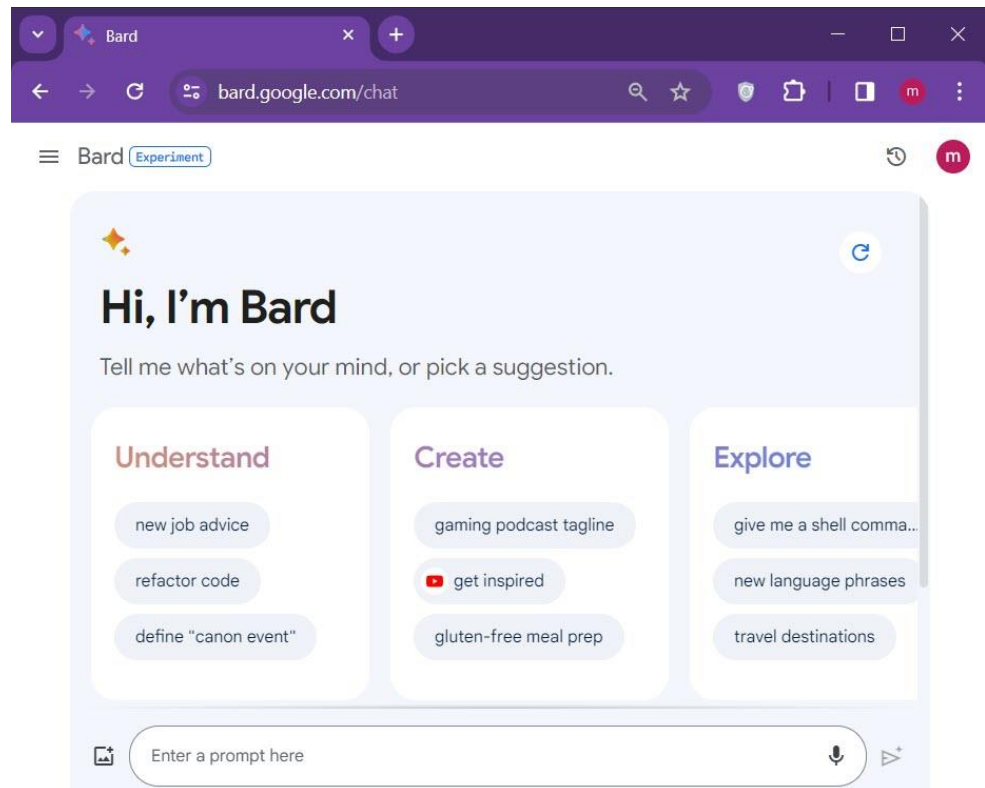 Bard
bard.google.com/chat
m
Bard Experiment
m
Hi, I'm Bard
Tell me what's on your mind, or pick a suggestion.
Understand
new job advice
refactor code
define "canon event"
Create
gaming podcast tagline
get inspired
gluten-free meal prep
Explore
give me a shell comma...
new language phrases
travel destinations
Enter a prompt here